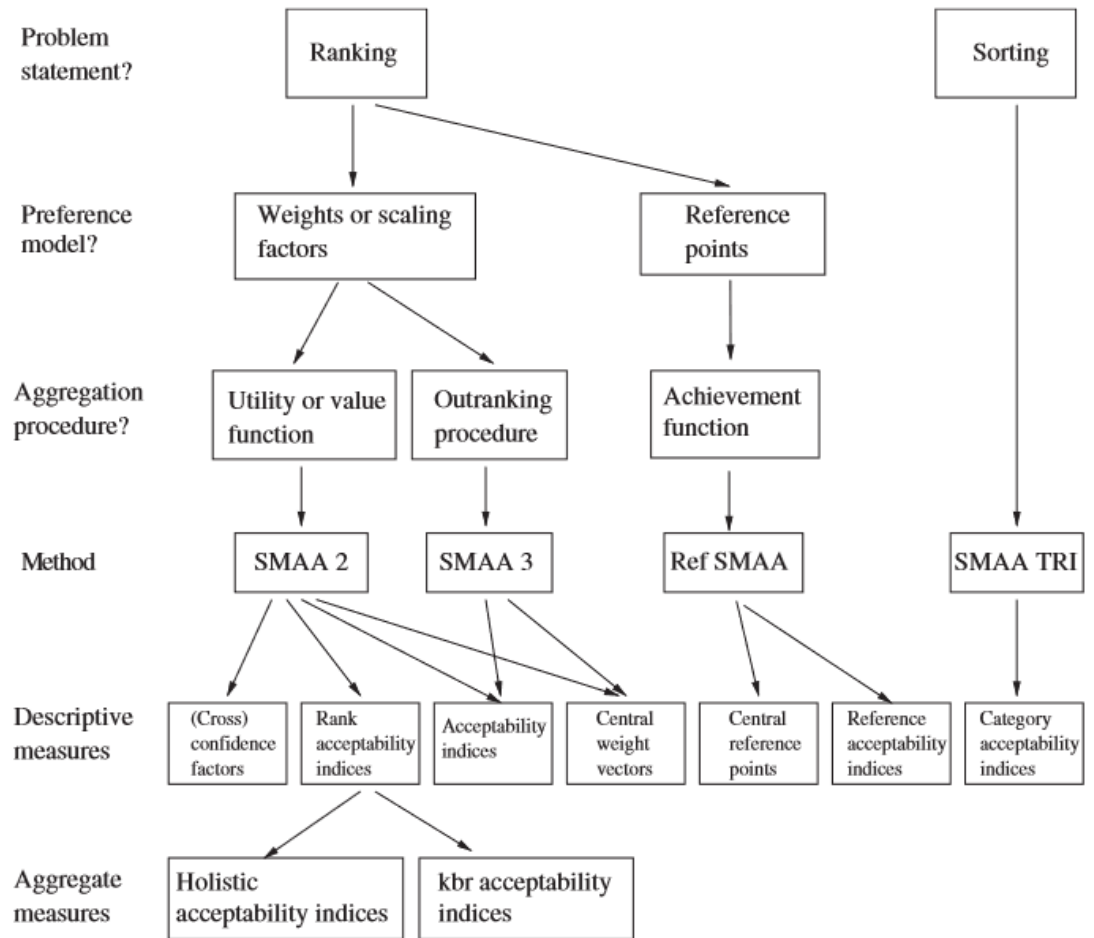 Problem
statement?
Ranking
Sorting
Preference
model?
Weights or scaling
factors
Reference
points
Aggregation
procedure?
Utility or value
function
Outranking
procedure
Achievement
function
Method
SMAA 2
SMAA 3
Ref SMAA
SMAA TRI
Descriptive
measures
(Cross)
confidence
factors
Rank
acceptability
indices
Acceptability
indices
Central
weight
vectors
Central
reference
points
Reference
acceptability
indices
Category
acceptability
indices
Aggregate
measures
Holistic
acceptability indices
kbr acceptability
indices